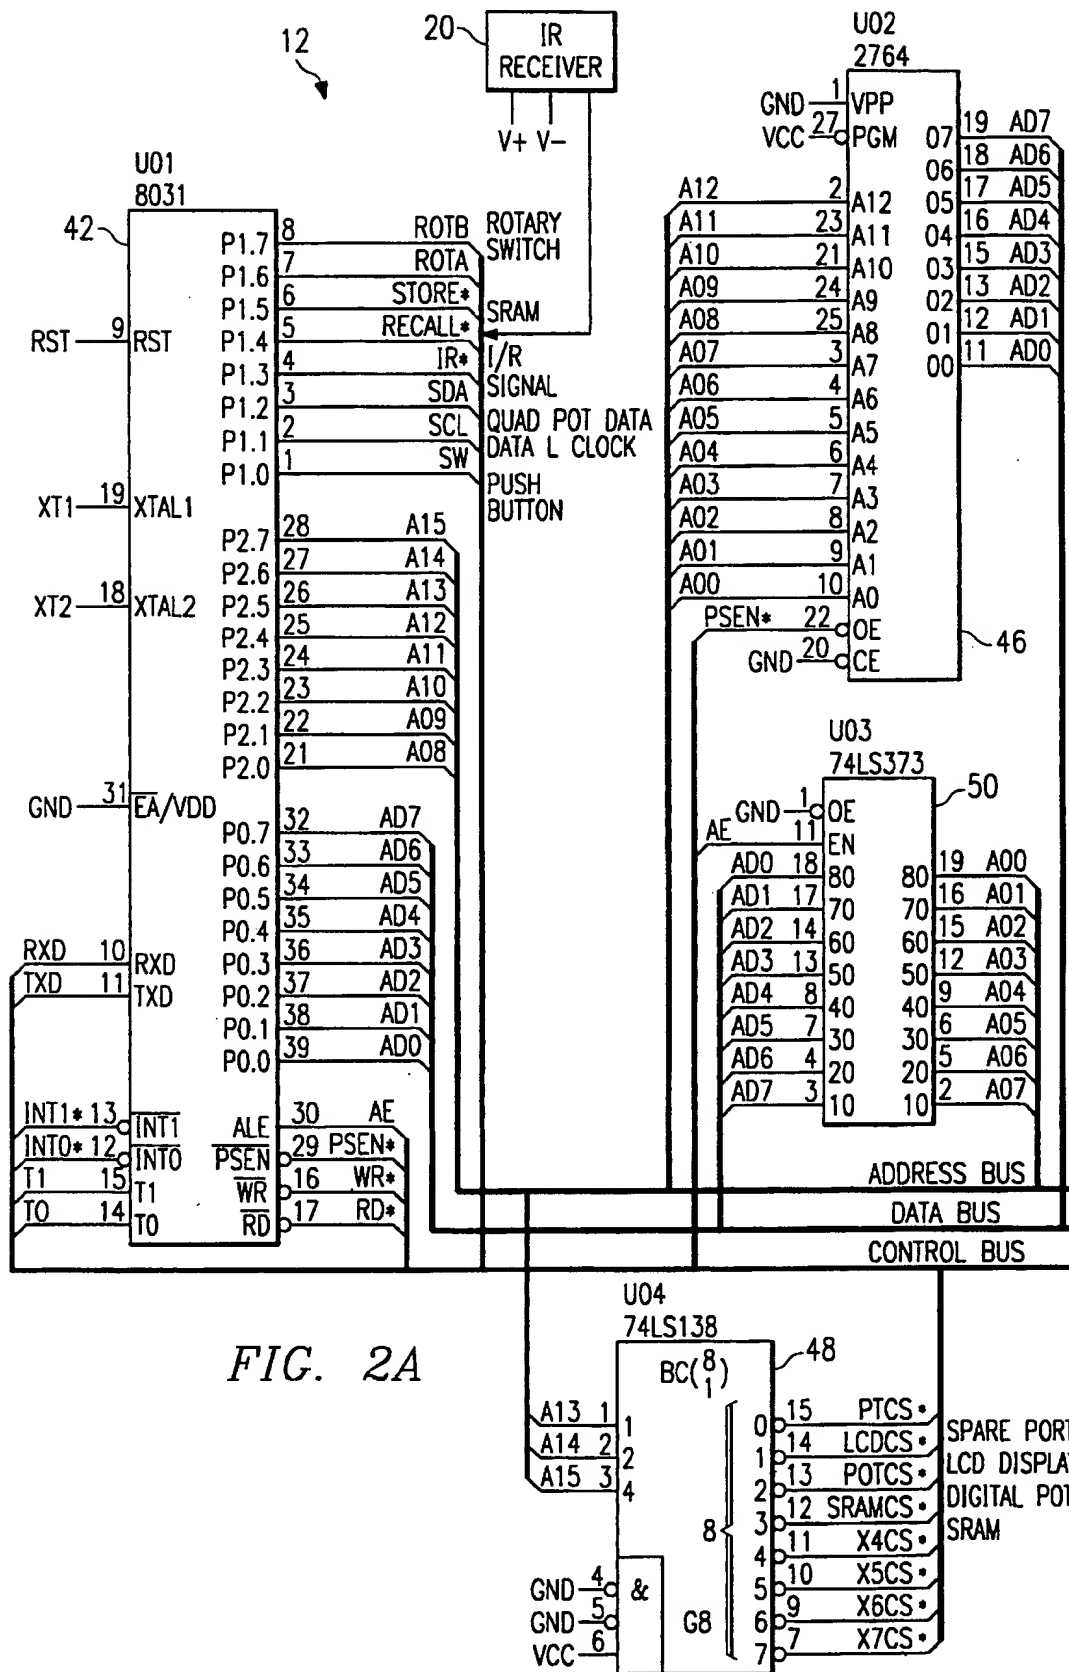 12
20
IR
RECEIVER
V+ V-
U01
8031
42
RST 9 RST
XT1 19 XTAL1
XT2 18 XTAL2
GND 31 EA/VDD
RXD 10 RXD
TXD 11 TXD
INT1* 13 INT1
INT0* 12 INT0
T1 15 T1
T0 14 T0
P1.7 8 ROTB
P1.6 7 ROTA
P1.5 6 STORE*
P1.4 5 RECALL*
P1.3 4 IR*
P1.2 3 SDA
P1.1 2 SCL
P1.0 1 SW
ROTARY
SWITCH
SRAM
I/R
SIGNAL
QUAD POT DATA
DATA L CLOCK
PUSH
BUTTON
P2.7 28 A15
P2.6 27 A14
P2.5 26 A13
P2.4 25 A12
P2.3 24 A11
P2.2 23 A10
P2.1 22 A09
P2.0 21 A08
P0.7 32 AD7
P0.6 33 AD6
P0.5 34 AD5
P0.4 35 AD4
P0.3 36 AD3
P0.2 37 AD2
P0.1 38 AD1
P0.0 39 AD0
ALE 30 AE
PSEN 29 PSEN*
WR 16 WR*
RD 17 RD*
U02
2764
GND 1 VPP
VCC 27 PGM
A12 2 A12
A11 23 A11
A10 21 A10
A09 24 A9
A08 25 A8
A07 3 A7
A06 4 A6
A05 5 A5
A04 6 A4
A03 7 A3
A02 8 A2
A01 9 A1
A00 10 A0
PSEN* 22 OE
GND 20 CE
07 19 AD7
06 18 AD6
05 17 AD5
04 16 AD4
03 15 AD3
02 13 AD2
01 12 AD1
00 11 AD0
46
U03
74LS373
50
GND 1 OE
AE 11 EN
AD0 18 80
AD1 17 70
AD2 14 60
AD3 13 50
AD4 8 40
AD5 7 30
AD6 4 20
AD7 3 10
80 19 A00
70 16 A01
60 15 A02
50 12 A03
40 9 A04
30 6 A05
20 5 A06
10 2 A07
ADDRESS BUS
DATA BUS
CONTROL BUS
FIG. 2A
U04
74LS138
48
BC(8
1)
A13 1 1
A14 2 2
A15 3 4
GND 4
GND 5
VCC 6
&
8
G8
0 15 PTCS*
1 14 LCDCS*
2 13 POTCS*
3 12 SRAMCS*
4 11 X4CS*
5 10 X5CS*
6 9 X6CS*
7 7 X7CS*
SPARE PORT
LCD DISPLA
DIGITAL POT
SRAM